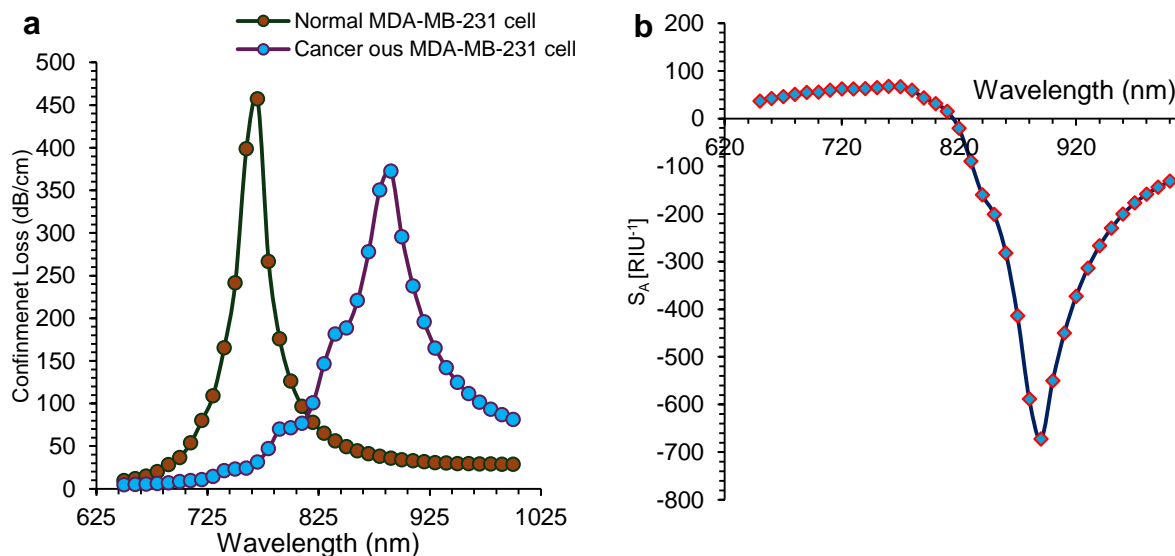 a
Normal MDA-MB-231 cell
Cancer ous MDA-MB-231 cell
Confinmenet Loss (dB/cm)
500
450
400
350
300
250
200
150
100
50
0
625 725 825 925 1025
Wavelength (nm)
b
S_A [RIU⁻¹]
200
100
0
-100
-200
-300
-400
-500
-600
-700
-800
620 720 820 920
Wavelength (nm)